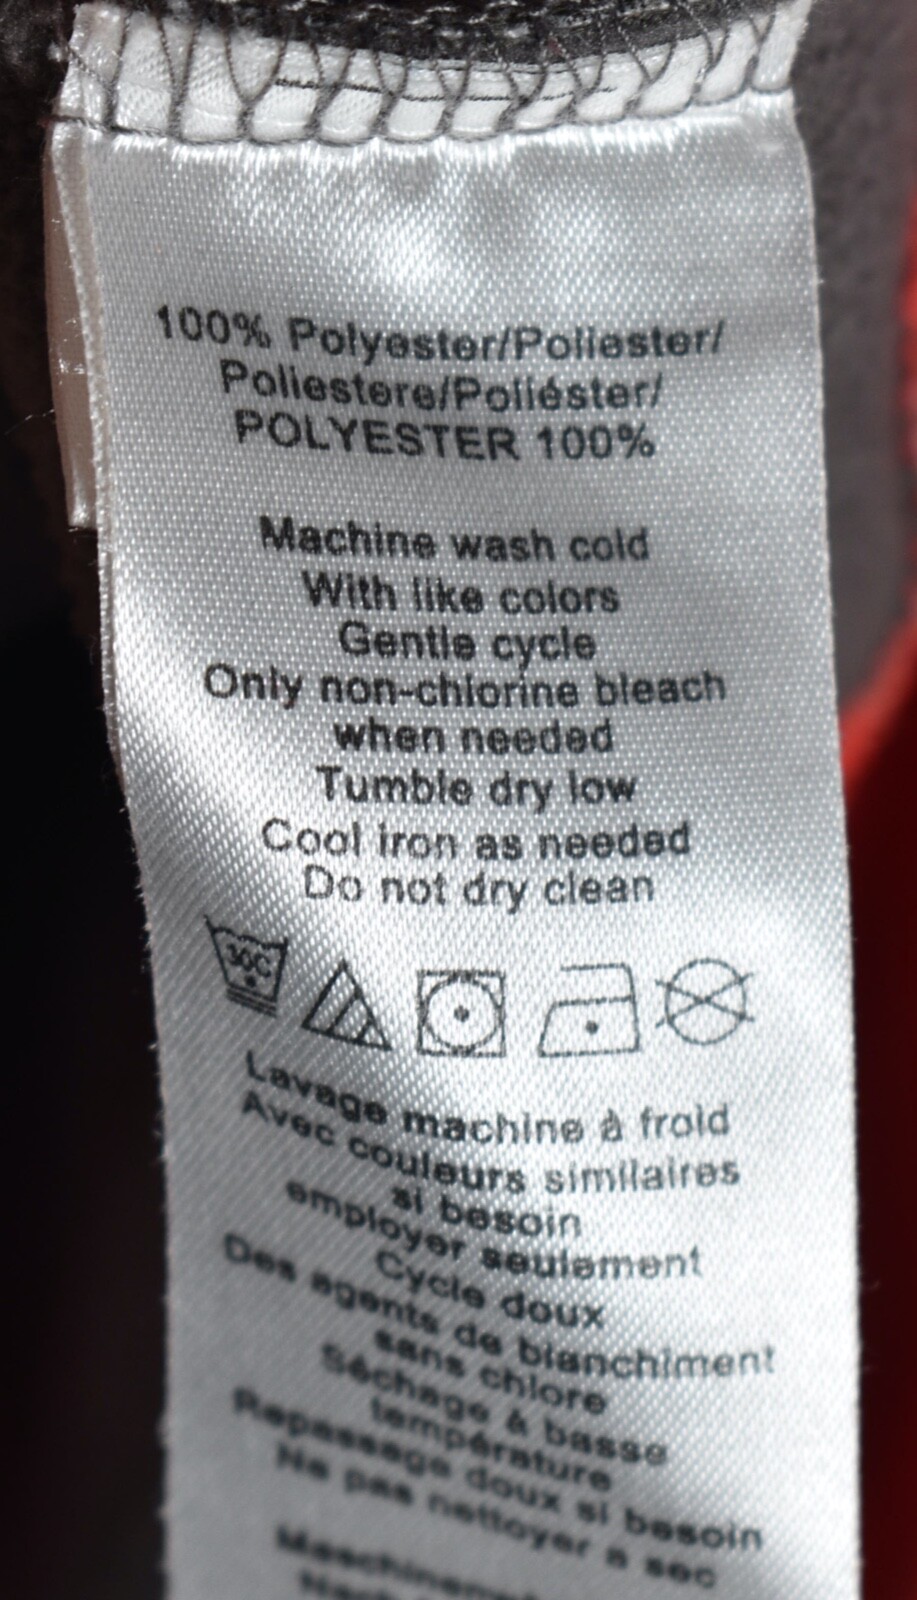 100% Polyester/Poliester/
Poliestere/Poliéster/
POLYESTER 100%
Machine wash cold
With like colors
Gentle cycle
Only non-chlorine bleach
when needed
Tumble dry low
Cool iron as needed
Do not dry clean
30C
Lavage machine à froid
Avec couleurs similaires
si besoin
employer seulement
Cycle doux
Des agents de blanchiment
sans chlore
Séchage à basse
température
Repassage doux si besoin
Ne pas nettoyer a sec